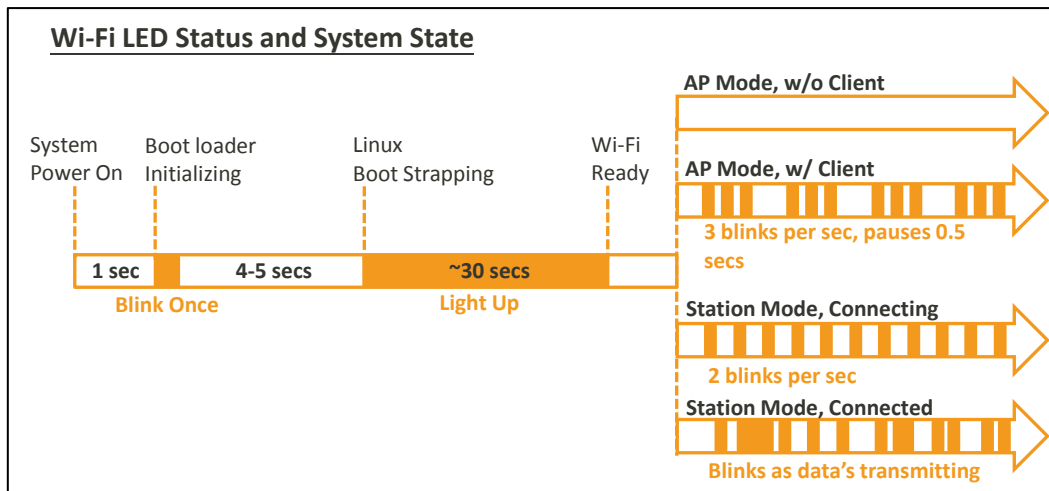 Wi-Fi LED Status and System State
System
Power On
Boot loader
Initializing
Linux
Boot Strapping
Wi-Fi
Ready
1 sec
4-5 secs
~30 secs
Blink Once
Light Up
AP Mode, w/o Client
AP Mode, w/ Client
3 blinks per sec, pauses 0.5
secs
Station Mode, Connecting
2 blinks per sec
Station Mode, Connected
Blinks as data's transmitting